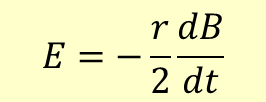 E = − r/2 dB/dt